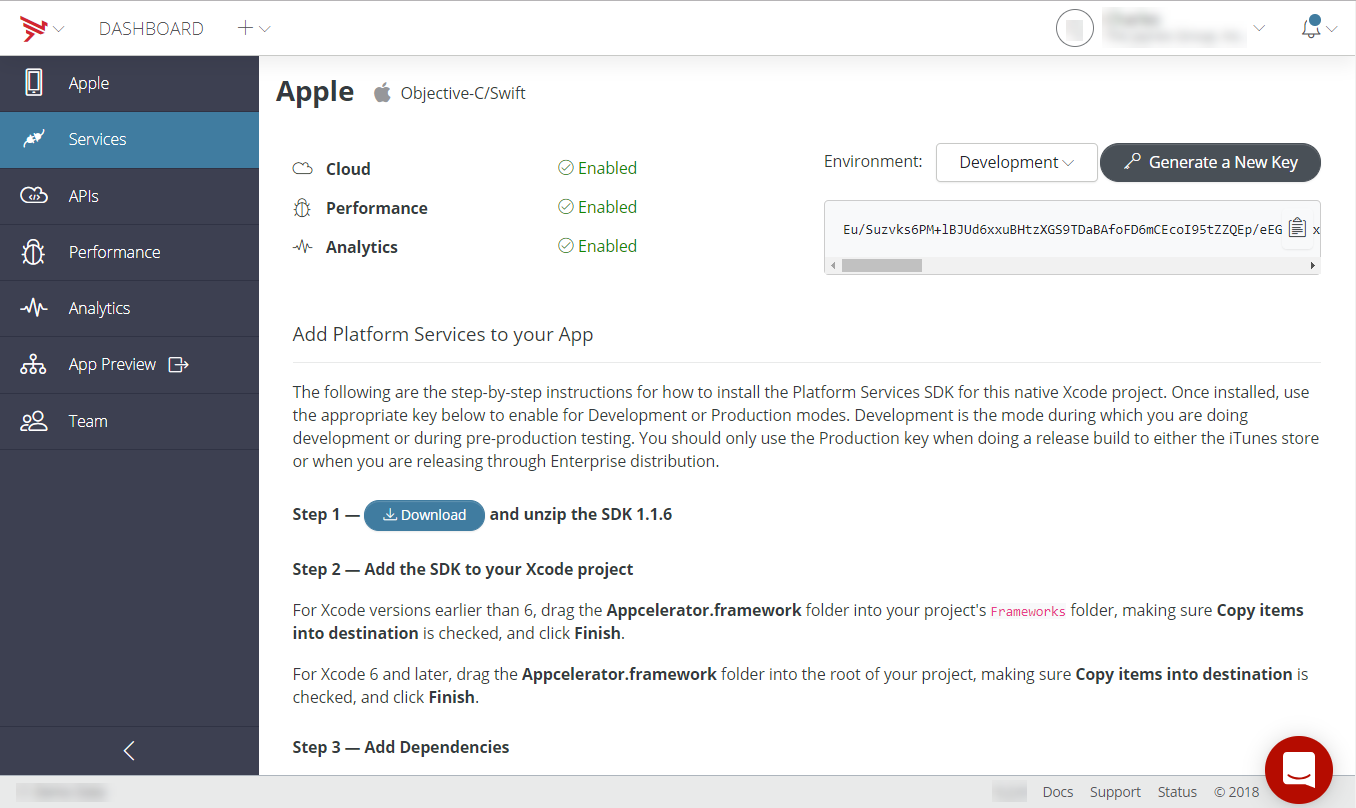 DASHBOARD
Apple
Services
APIs
Performance
Analytics
App Preview
Team
Apple Objective-C/Swift
Cloud Enabled
Performance Enabled
Analytics Enabled
Environment: Development Generate a New Key
Eu/Suzvks6PM+lBJUd6xxuBHtzXGS9TDaBAfoFD6mCEcoI95tZZQEp/eEG x
Add Platform Services to your App
The following are the step-by-step instructions for how to install the Platform Services SDK for this native Xcode project. Once installed, use
the appropriate key below to enable for Development or Production modes. Development is the mode during which you are doing
development or during pre-production testing. You should only use the Production key when doing a release build to either the iTunes store
or when you are releasing through Enterprise distribution.
Step 1 — Download and unzip the SDK 1.1.6
Step 2 — Add the SDK to your Xcode project
For Xcode versions earlier than 6, drag the Appcelerator.framework folder into your project's Frameworks folder, making sure Copy items
into destination is checked, and click Finish.
For Xcode 6 and later, drag the Appcelerator.framework folder into the root of your project, making sure Copy items into destination is
checked, and click Finish.
Step 3 — Add Dependencies
Docs Support Status © 2018